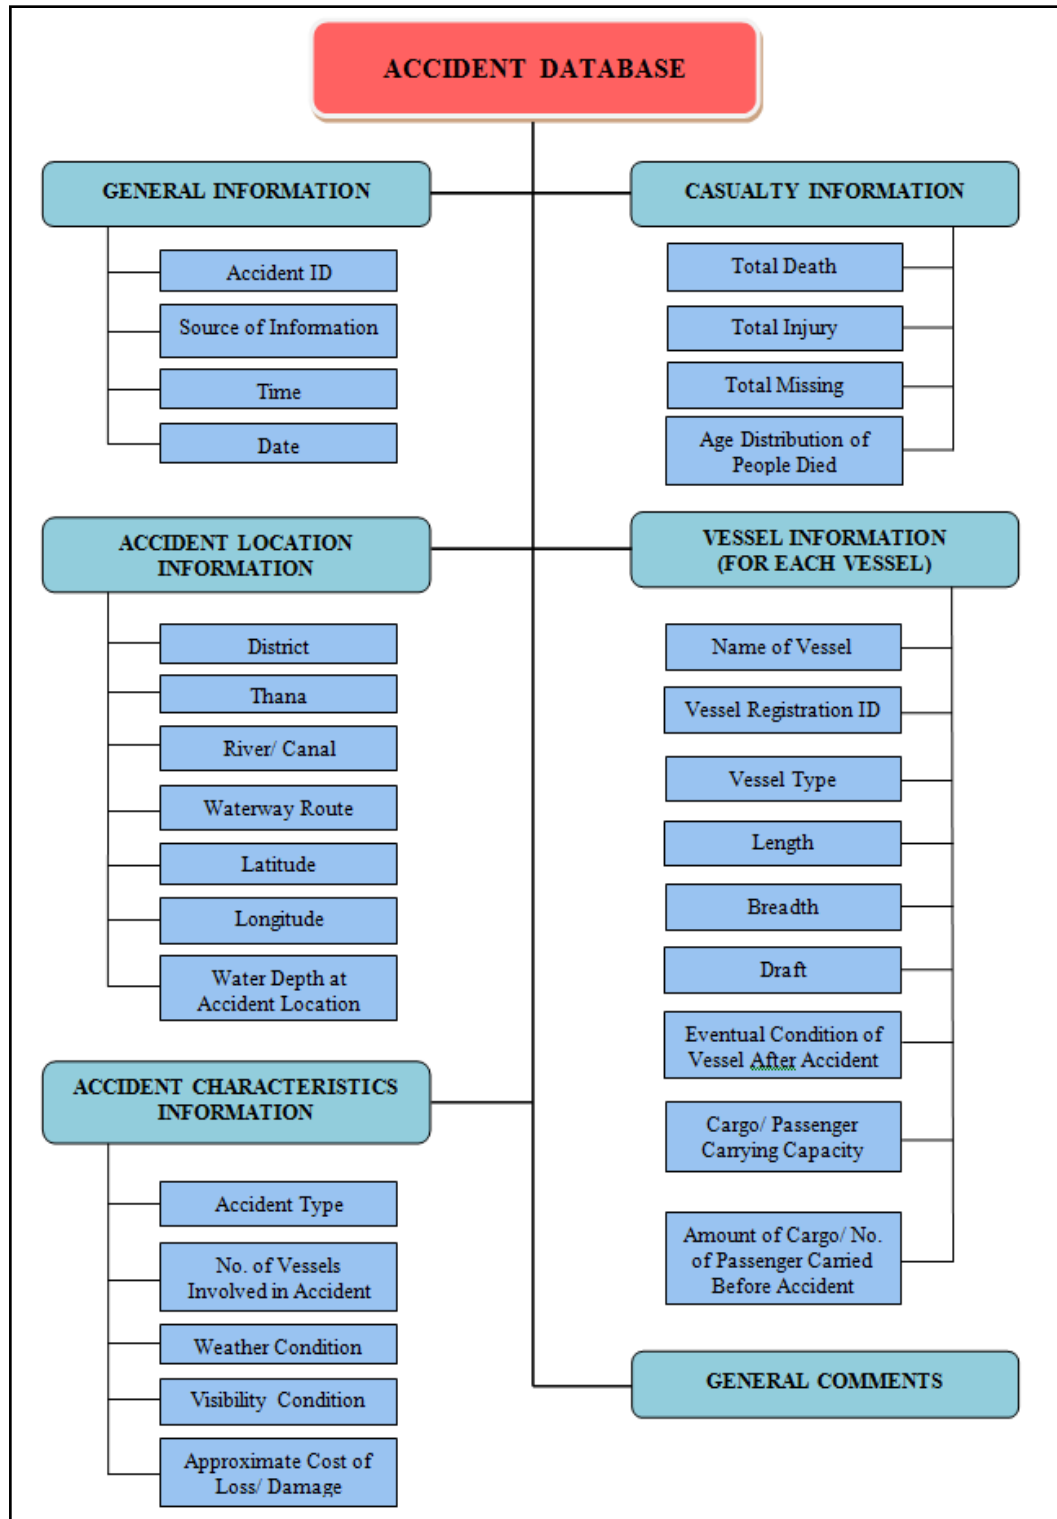 ACCIDENT DATABASE
GENERAL INFORMATION
Accident ID
Source of Information
Time
Date
CASUALTY INFORMATION
Total Death
Total Injury
Total Missing
Age Distribution of
People Died
ACCIDENT LOCATION
INFORMATION
District
Thana
River/ Canal
Waterway Route
Latitude
Longitude
Water Depth at
Accident Location
VESSEL INFORMATION
(FOR EACH VESSEL)
Name of Vessel
Vessel Registration ID
Vessel Type
Length
Breadth
Draft
Eventual Condition of
Vessel After Accident
Cargo/ Passenger
Carrying Capacity
Amount of Cargo/ No.
of Passenger Carried
Before Accident
ACCIDENT CHARACTERISTICS
INFORMATION
Accident Type
No. of Vessels
Involved in Accident
Weather Condition
Visibility Condition
Approximate Cost of
Loss/ Damage
GENERAL COMMENTS